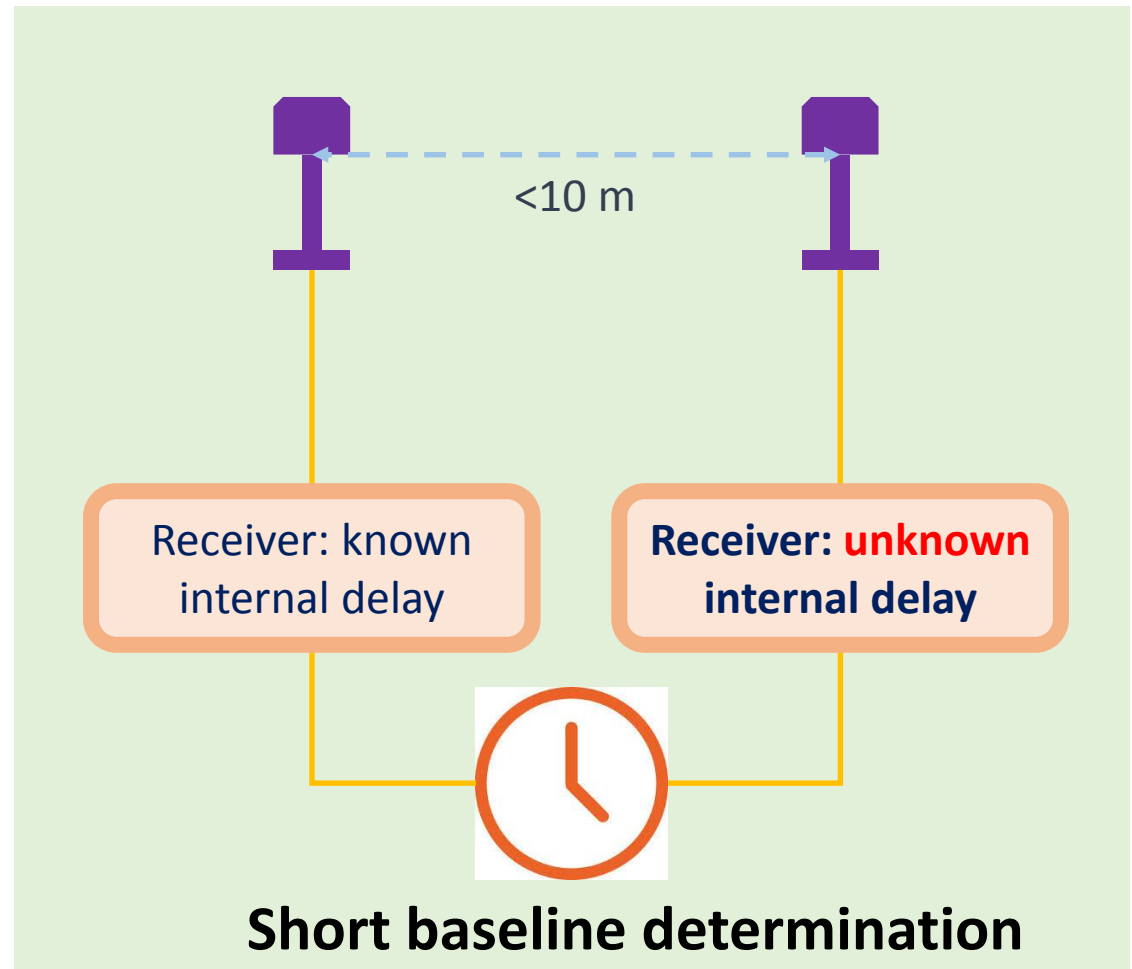 <10 m
Receiver: known
internal delay
Receiver: unknown
internal delay
Short baseline determination